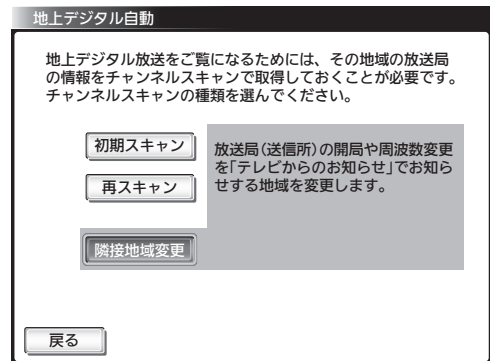 地上デジタル自動
地上デジタル放送をご覧になるためには、その地域の放送局
の情報をチャンネルスキャンで取得しておくことが必要です。
チャンネルスキャンの種類を選んでください。
初期スキャン
再スキャン
隣接地域変更
放送局(送信所)の開局や周波数変更
を「テレビからのお知らせ」でお知ら
せする地域を変更します。
戻る